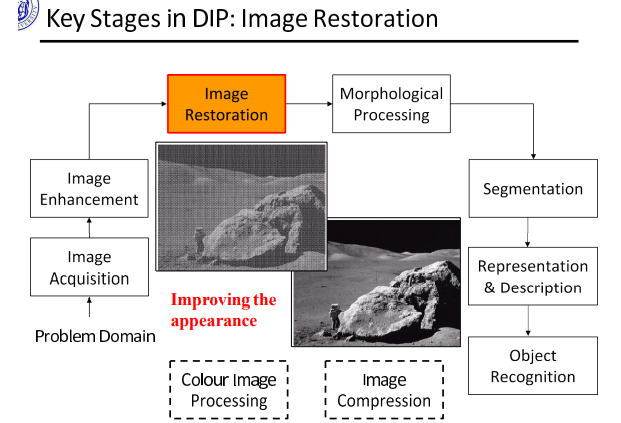 Key Stages in DIP: Image Restoration
Image
Restoration
Morphological
Processing
Image
Enhancement
Segmentation
Image
Acquisition
Representation
& Description
Improving the
appearance
Problem Domain
Object
Recognition
Colour Image
Processing
Image
Compression